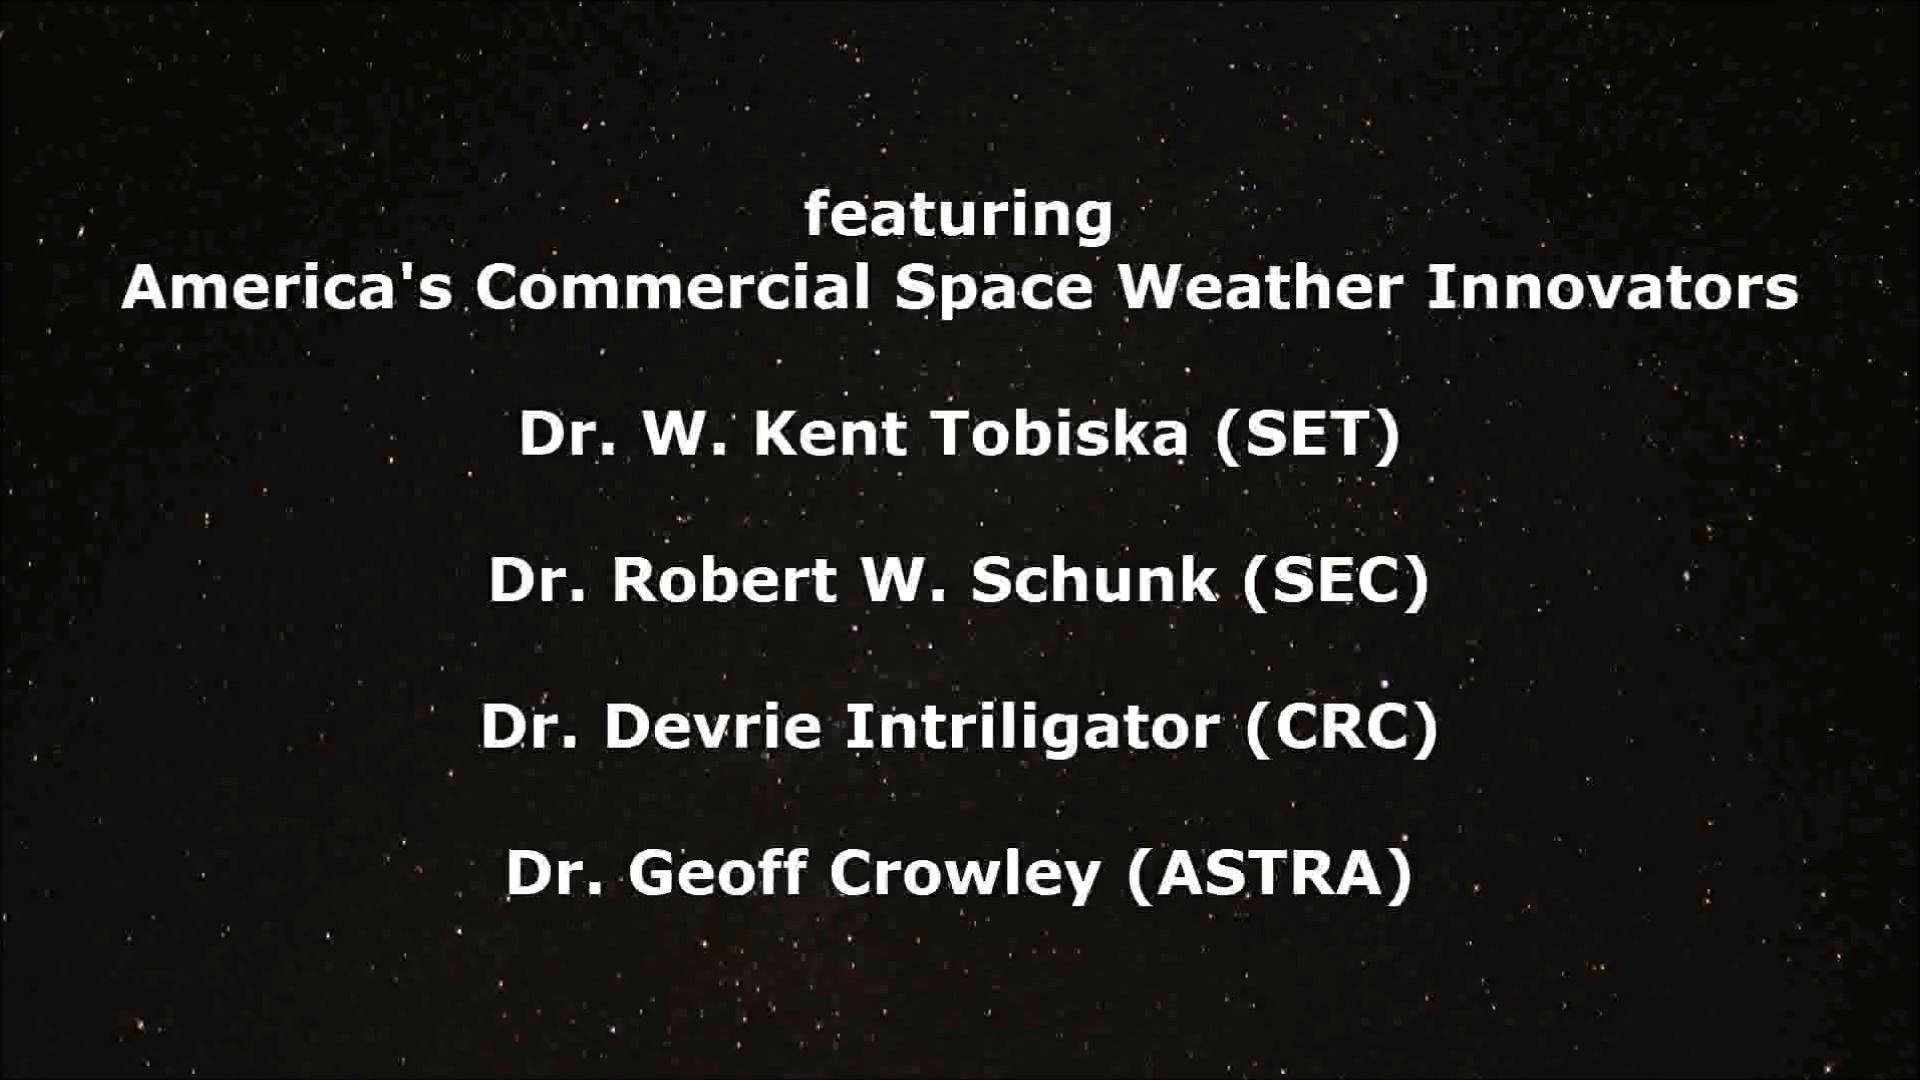 featuring
America's Commercial Space Weather Innovators
Dr. W. Kent Tobiska (SET)
Dr. Robert W. Schunk (SEC)
Dr. Devrie Intriligator (CRC)
Dr. Geoff Crowley (ASTRA)